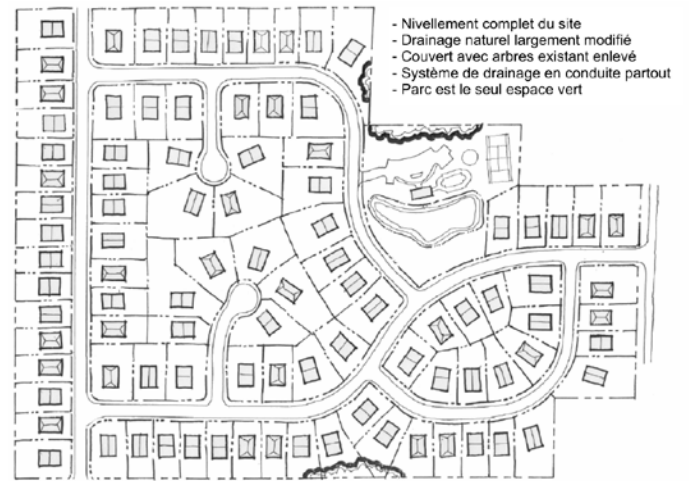 - Nivellement complet du site
- Drainage naturel largement modifié
- Couvert avec arbres existant enlevé
- Système de drainage en conduite partout
- Parc est le seul espace vert